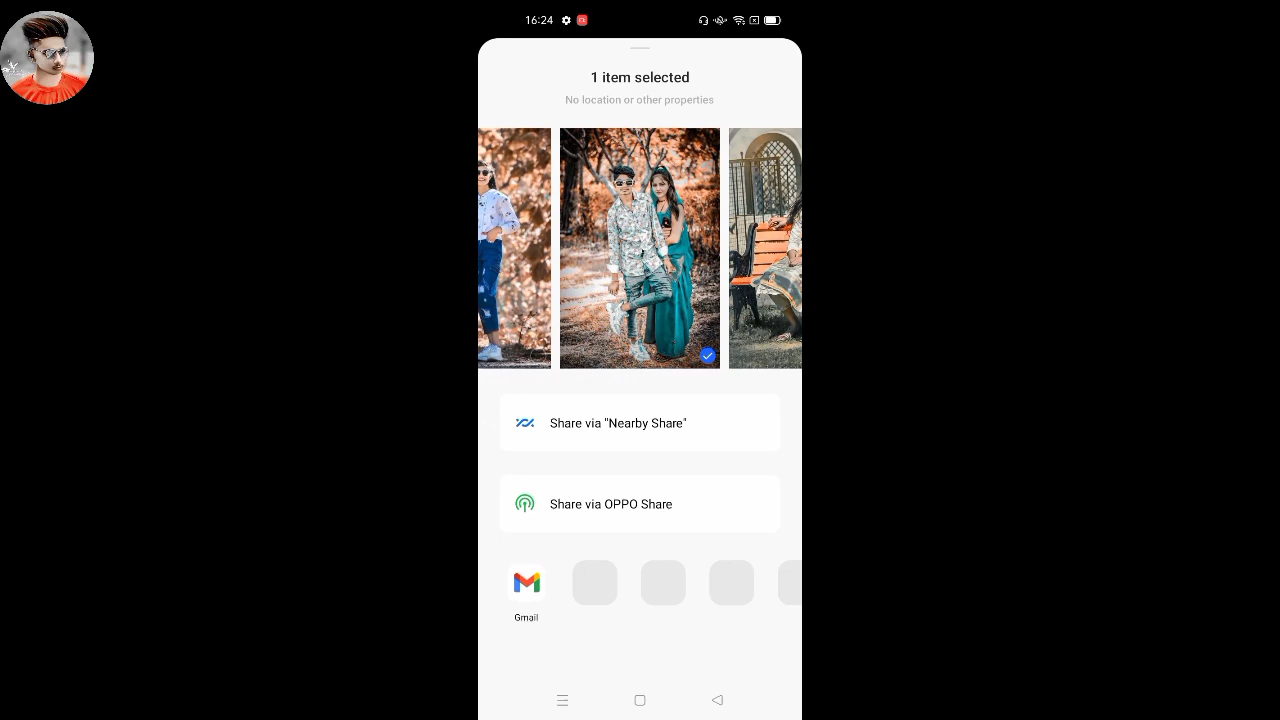 16:24
1 item selected
No location or other properties
Share via "Nearby Share"
Share via OPPO Share
Gmail